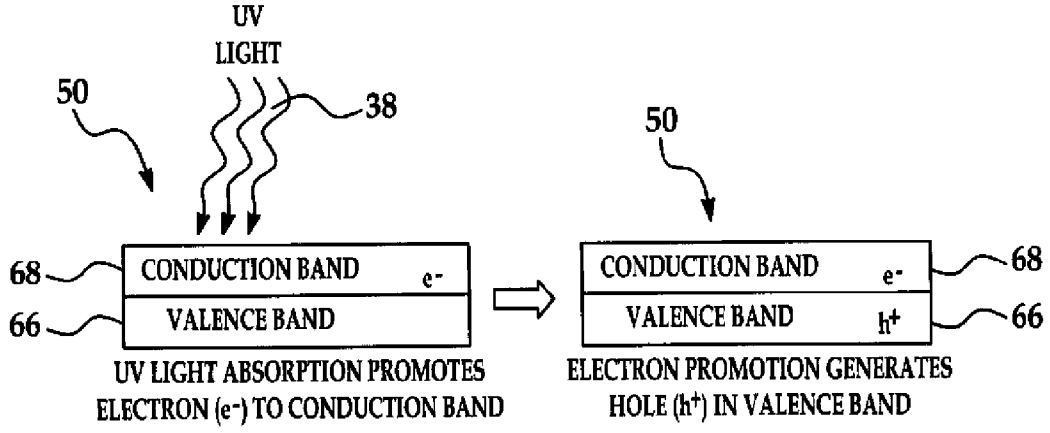 UV
LIGHT
50
38
50
68
CONDUCTION BAND e-
66
VALENCE BAND
UV LIGHT ABSORPTION PROMOTES
ELECTRON (e-) TO CONDUCTION BAND
CONDUCTION BAND e-
68
VALENCE BAND h+
66
ELECTRON PROMOTION GENERATES
HOLE (h+) IN VALENCE BAND